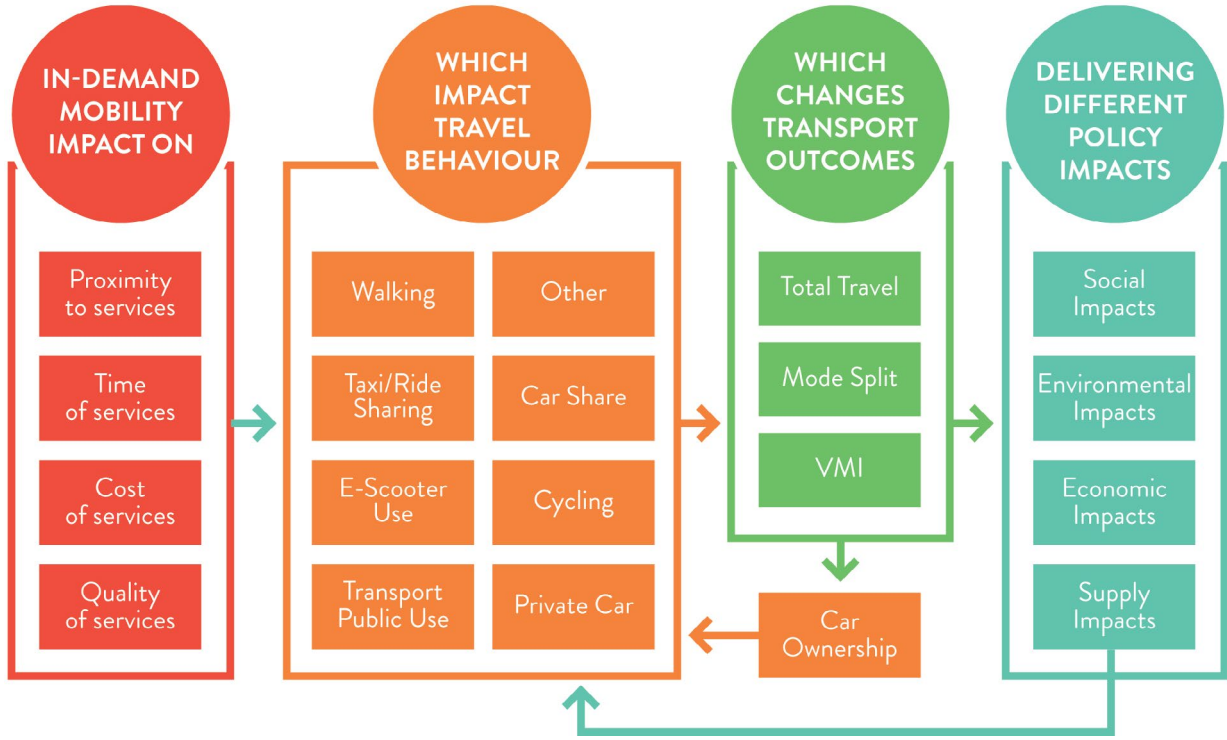 IN-DEMAND
MOBILITY
IMPACT ON
Proximity
to services
Time
of services
Cost
of services
Quality
of services
WHICH
IMPACT
TRAVEL
BEHAVIOUR
Walking
Other
Taxi/Ride
Sharing
Car Share
E-Scooter
Use
Cycling
Transport
Public Use
Private Car
WHICH
CHANGES
TRANSPORT
OUTCOMES
Total Travel
Mode Split
VMI
Car
Ownership
DELIVERING
DIFFERENT
POLICY
IMPACTS
Social
Impacts
Environmental
Impacts
Economic
Impacts
Supply
Impacts